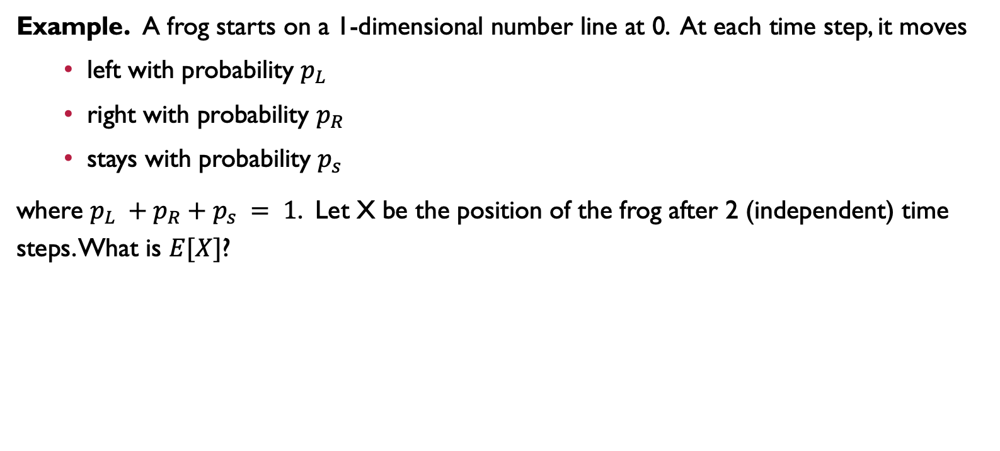 Example. A frog starts on a 1-dimensional number line at 0. At each time step, it moves
• left with probability p_L
• right with probability p_R
• stays with probability p_s
where p_L + p_R + p_s = 1. Let X be the position of the frog after 2 (independent) time
steps. What is E[X]?